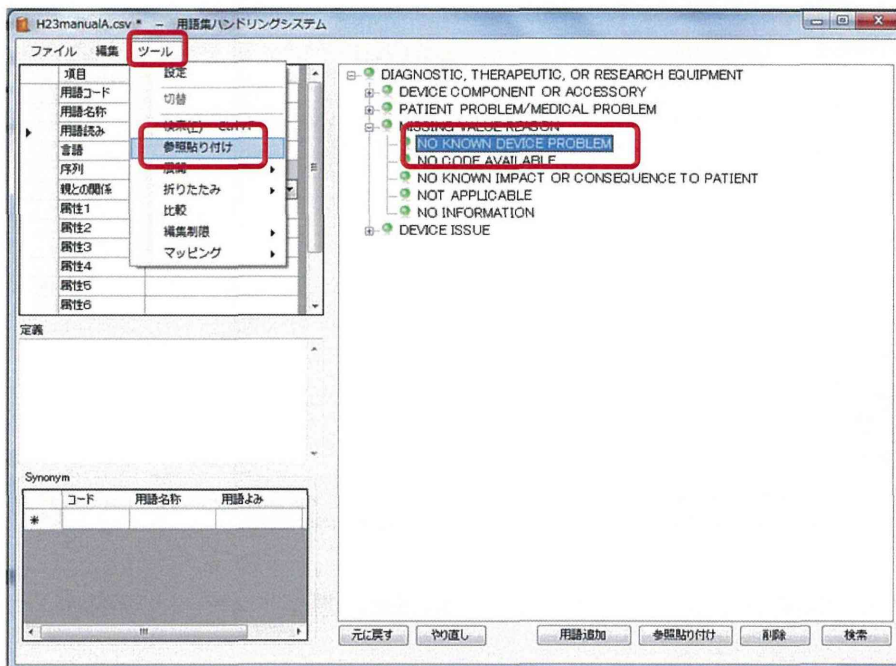 H23manualA.csv * － 用語集ハンドリングシステム
ファイル 編集 ツール
項目
用語コード
用語名称
用語読み
言語
序列
親との関係
属性1
属性2
属性3
属性4
属性5
属性6
設定
切替
検索(F) Ctrl+F
参照貼り付け
展開
折りたたみ
比較
編集制限
マッピング
DIAGNOSTIC, THERAPEUTIC, OR RESEARCH EQUIPMENT
DEVICE COMPONENT OR ACCESSORY
PATIENT PROBLEM/MEDICAL PROBLEM
MISSING VALUE REASON
NO KNOWN DEVICE PROBLEM
NO CODE AVAILABLE
NO KNOWN IMPACT OR CONSEQUENCE TO PATIENT
NOT APPLICABLE
NO INFORMATION
DEVICE ISSUE
定義
Synonym
コード 用語名称 用語よみ
元に戻す やり直し 用語追加 参照貼り付け 削除 検索